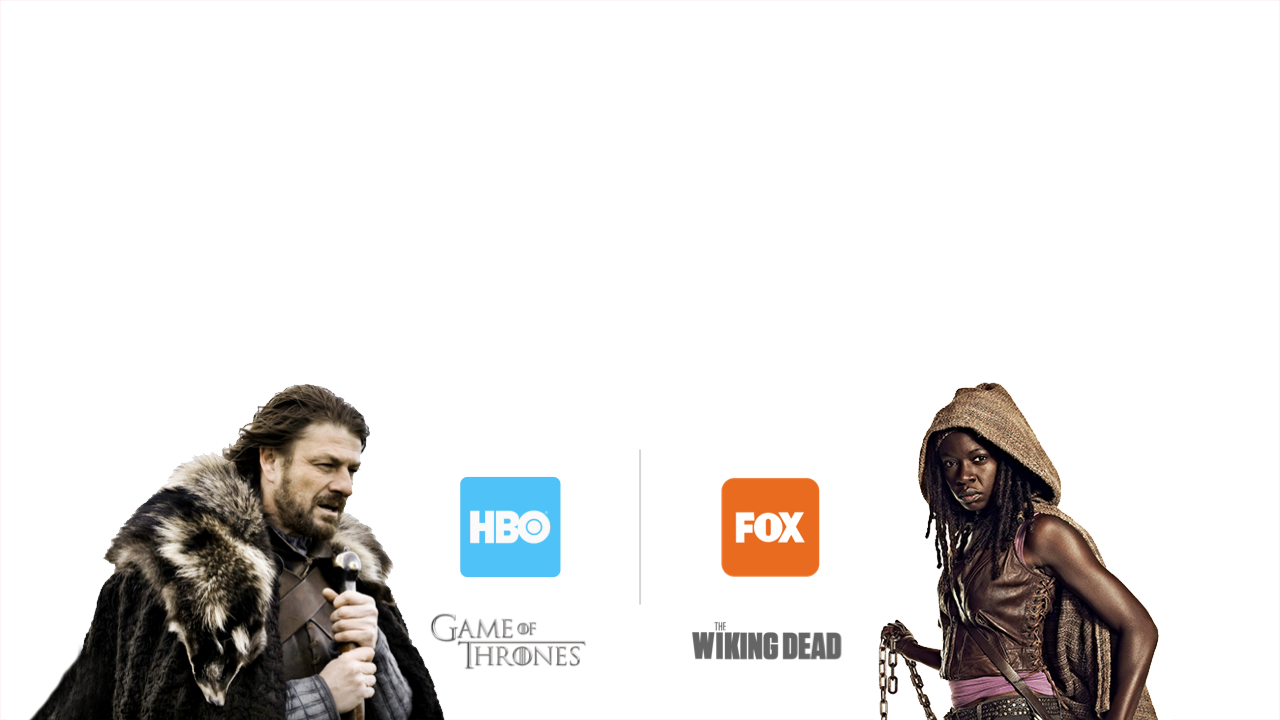 HBO
GAME OF
THRONES
FOX
THE
WIKING DEAD